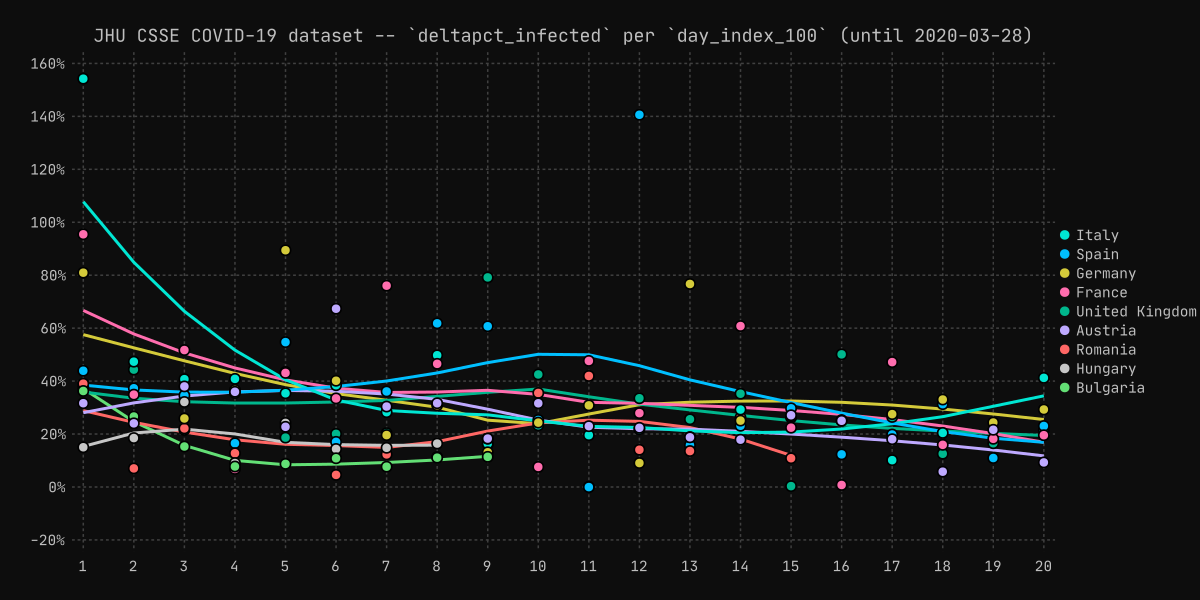 JHU CSSE COVID-19 dataset -- `deltapct_infected` per `day_index_100` (until 2020-03-28)
160%
140%
120%
100%
80%
60%
40%
20%
0%
-20%
1 2 3 4 5 6 7 8 9 10 11 12 13 14 15 16 17 18 19 20
Italy
Spain
Germany
France
United Kingdom
Austria
Romania
Hungary
Bulgaria